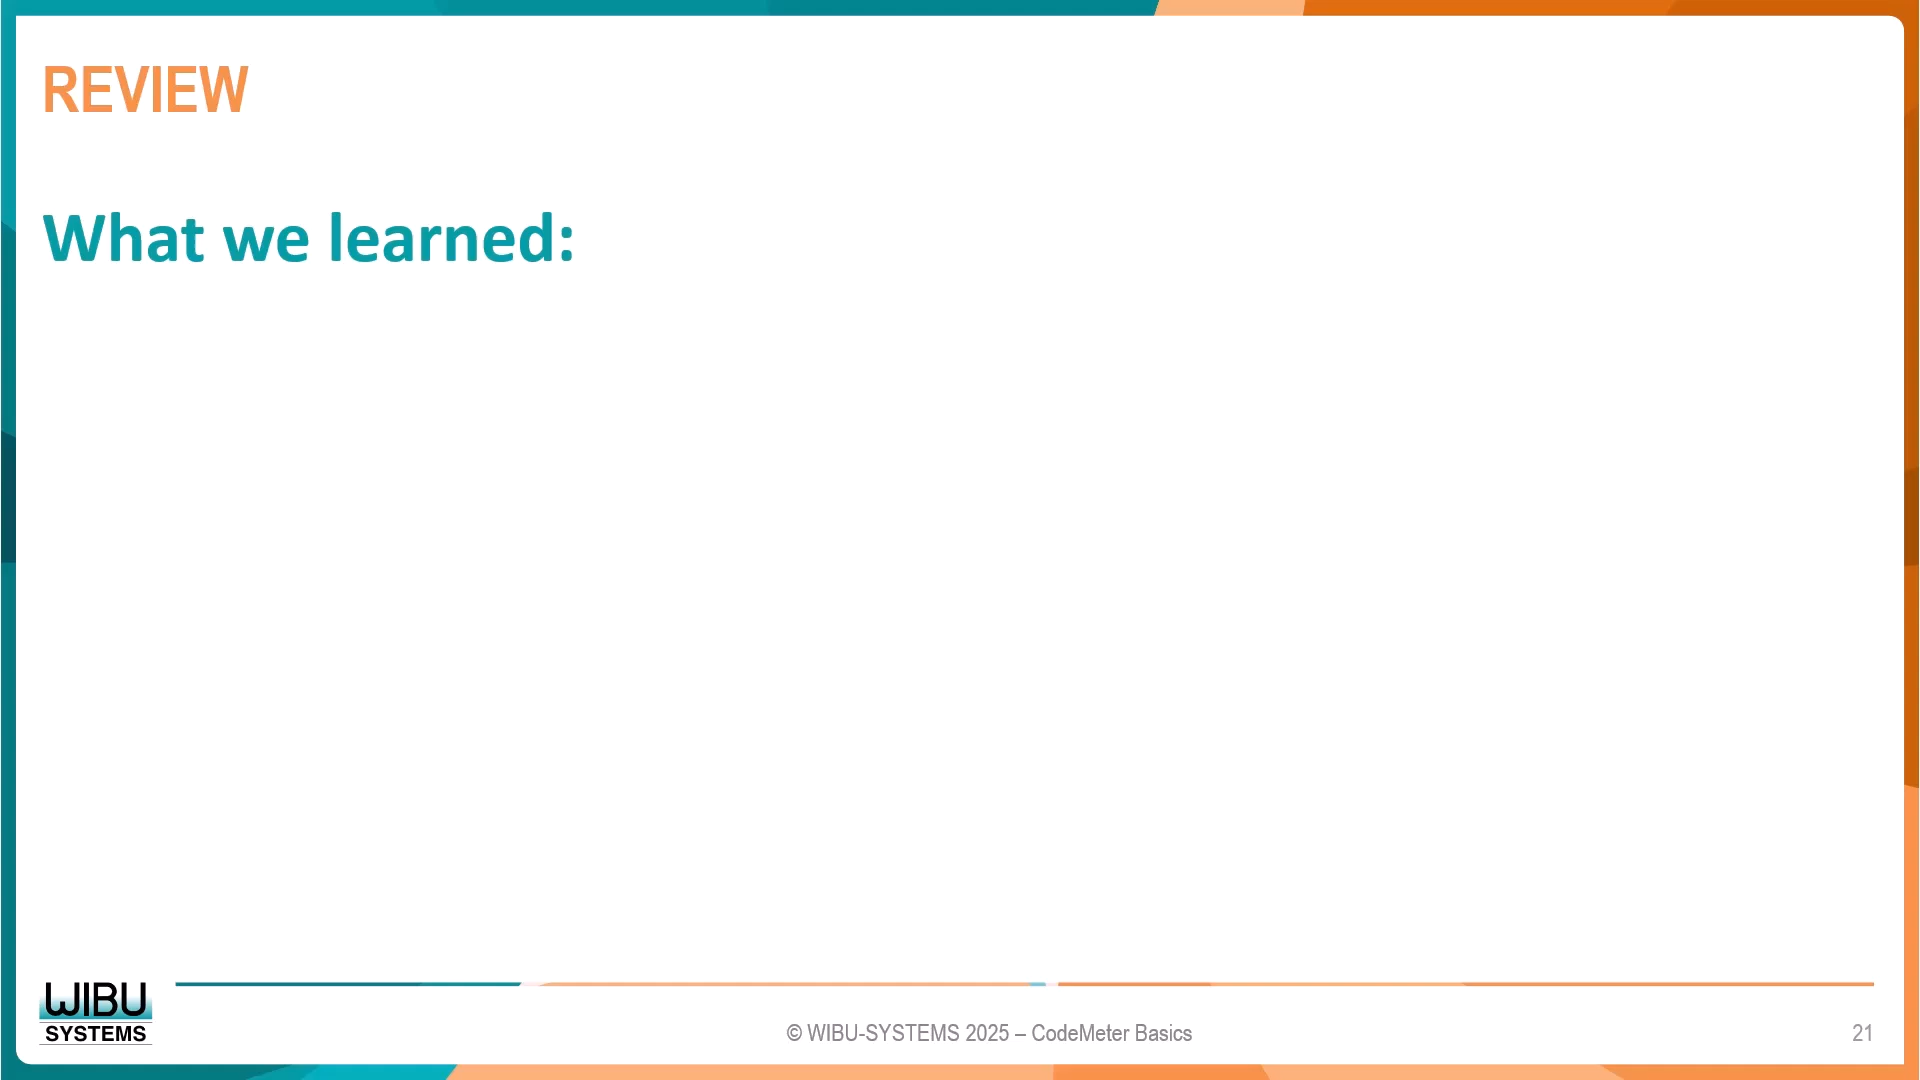 REVIEW
What we learned:
WIBU
SYSTEMS
© WIBU-SYSTEMS 2025 – CodeMeter Basics
21